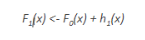 F₁(x) <- F₀(x) + h₁(x)